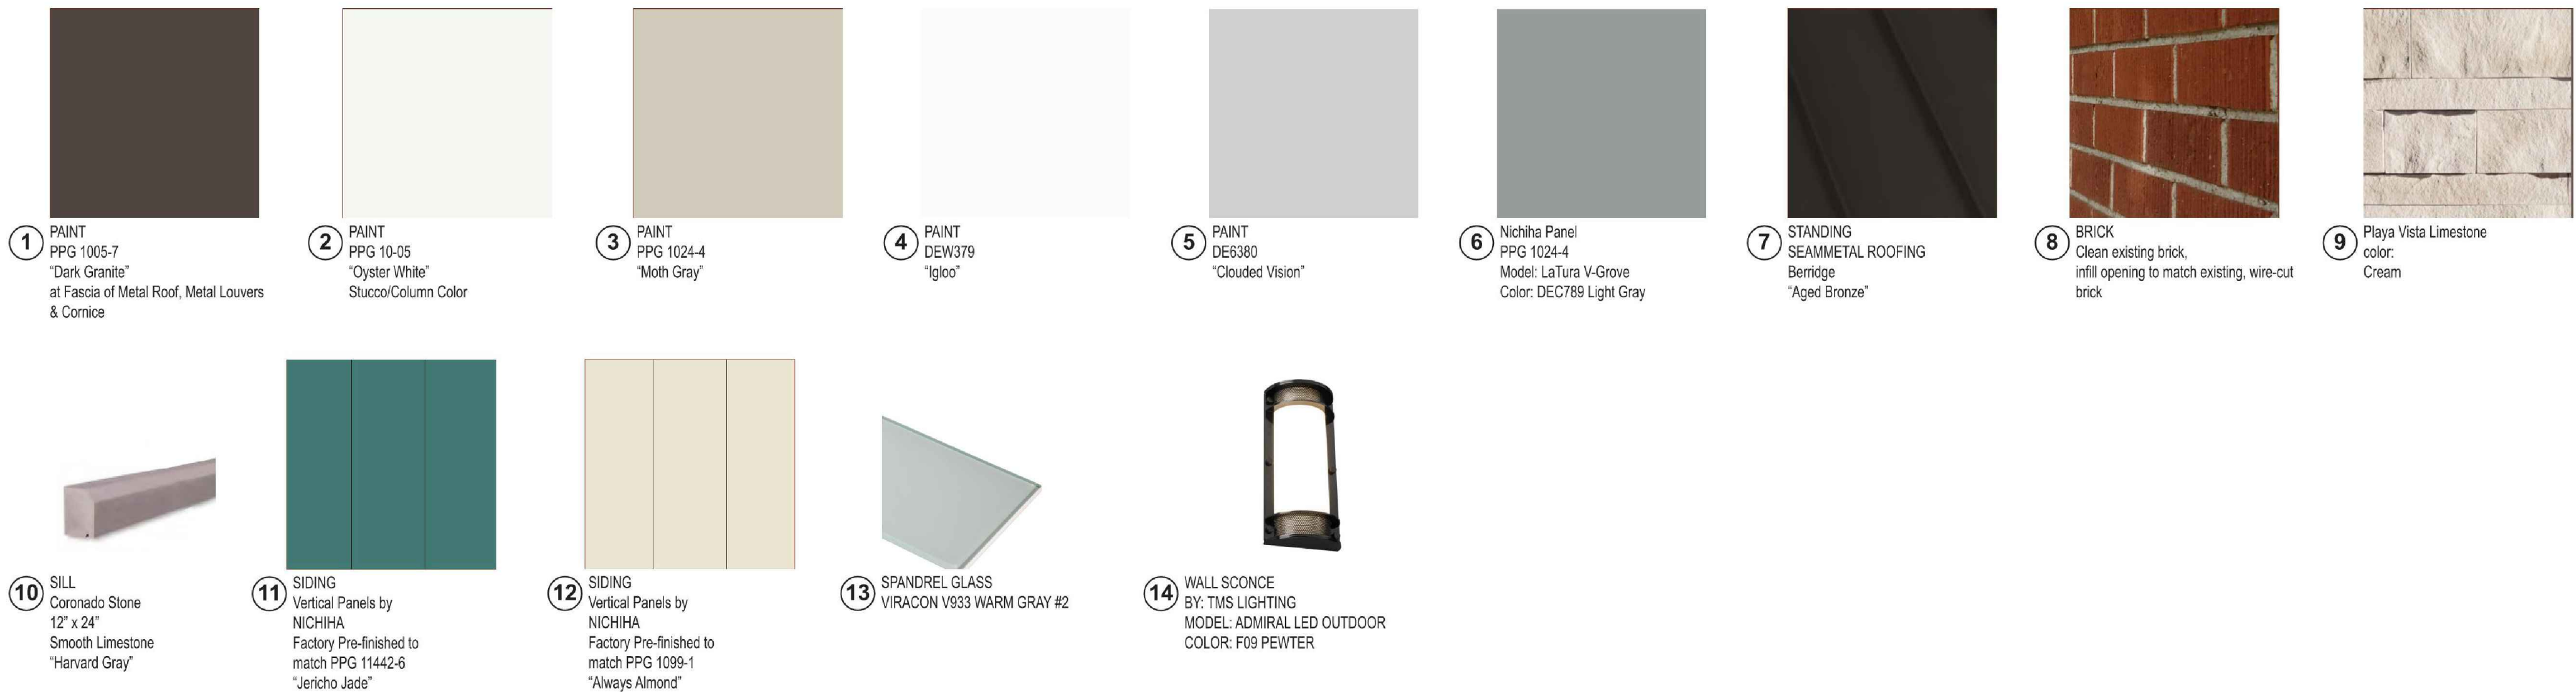 1
PAINT
PPG 1005-7
“Dark Granite”
at Fascia of Metal Roof, Metal Louvers
& Cornice
2
PAINT
PPG 10-05
“Oyster White”
Stucco/Column Color
3
PAINT
PPG 1024-4
“Moth Gray”
4
PAINT
DEW379
“Igloo”
5
PAINT
DE6380
“Clouded Vision”
6
Nichiha Panel
PPG 1024-4
Model: LaTura V-Grove
Color: DEC789 Light Gray
7
STANDING
SEAMMETAL ROOFING
Berridge
“Aged Bronze”
8
BRICK
Clean existing brick,
infill opening to match existing, wire-cut
brick
9
Playa Vista Limestone
color:
Cream
10
SILL
Coronado Stone
12” x 24”
Smooth Limestone
“Harvard Gray”
11
SIDING
Vertical Panels by
NICHIHA
Factory Pre-finished to
match PPG 11442-6
“Jericho Jade”
12
SIDING
Vertical Panels by
NICHIHA
Factory Pre-finished to
match PPG 1099-1
“Always Almond”
13
SPANDREL GLASS
VIRACON V933 WARM GRAY #2
14
WALL SCONCE
BY: TMS LIGHTING
MODEL: ADMIRAL LED OUTDOOR
COLOR: F09 PEWTER